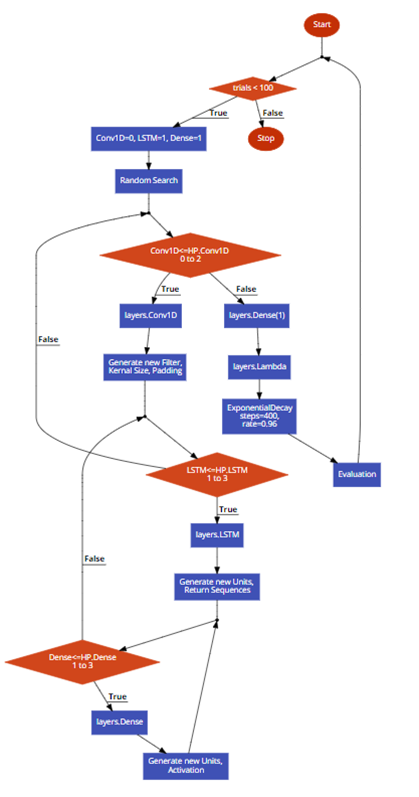 Start
trials < 100
True
False
Conv1D=0, LSTM=1, Dense=1
Stop
Random Search
Conv1D<=HP.Conv1D
0 to 2
True
False
layers.Conv1D
layers.Dense(1)
False
Generate new Filter,
Kernal Size, Padding
layers.Lambda
ExponentialDecay
steps=400,
rate=0.96
LSTM<=HP.LSTM
1 to 3
Evaluation
True
layers.LSTM
False
Generate new Units,
Return Sequences
Dense<=HP.Dense
1 to 3
True
layers.Dense
Generate new Units,
Activation